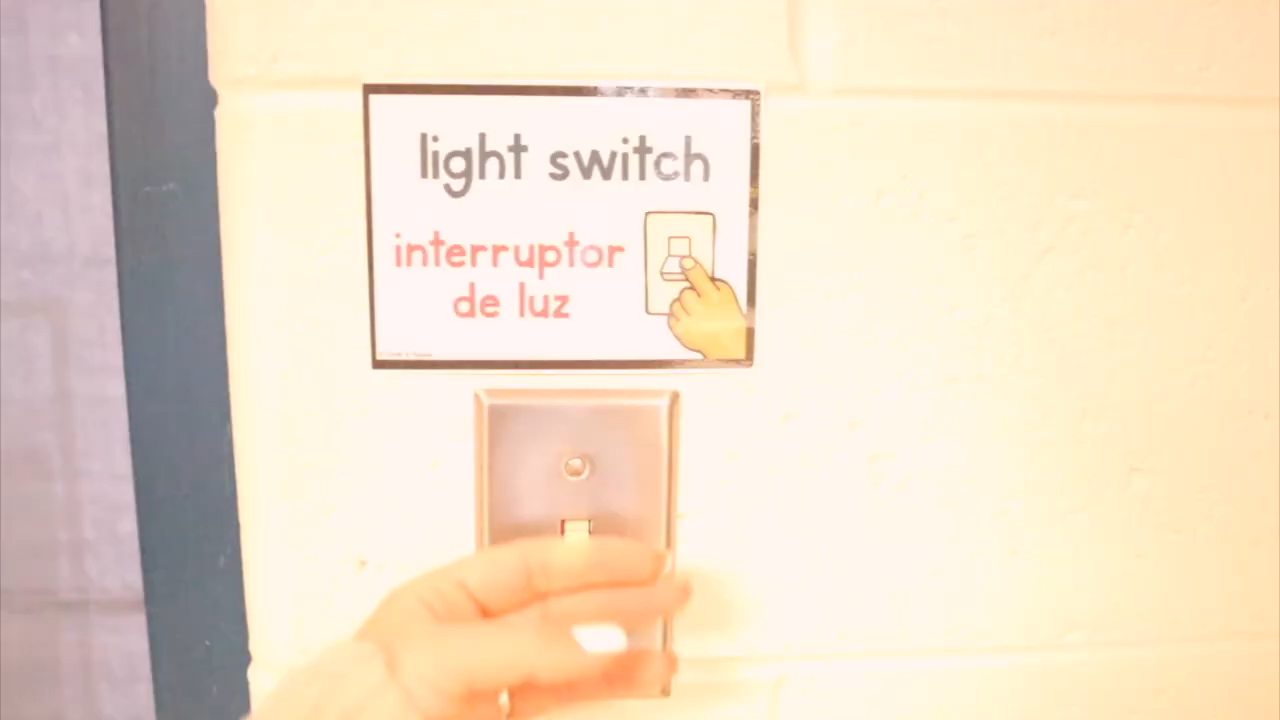 light switch
interruptor
de luz